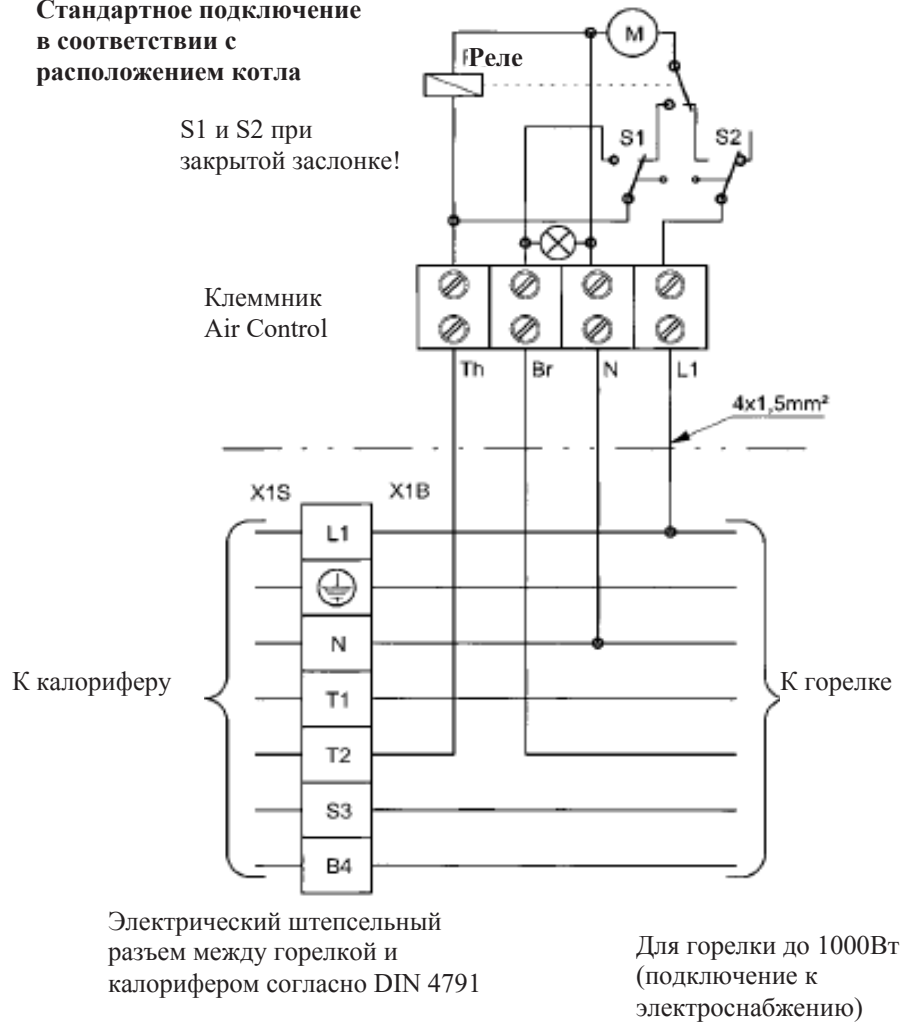 Стандартное подключение
в соответствии с
расположением котла
M
Реле
S1 и S2 при
закрытой заслонке!
S1
S2
Клеммник
Air Control
Th
Br
N
L1
4x1,5mm²
X1S
X1B
L1
N
К калориферу
К горелке
T1
T2
S3
B4
Электрический штепсельный
разъем между горелкой и
калорифером согласно DIN 4791
Для горелки до 1000Вт
(подключение к
электроснабжению)